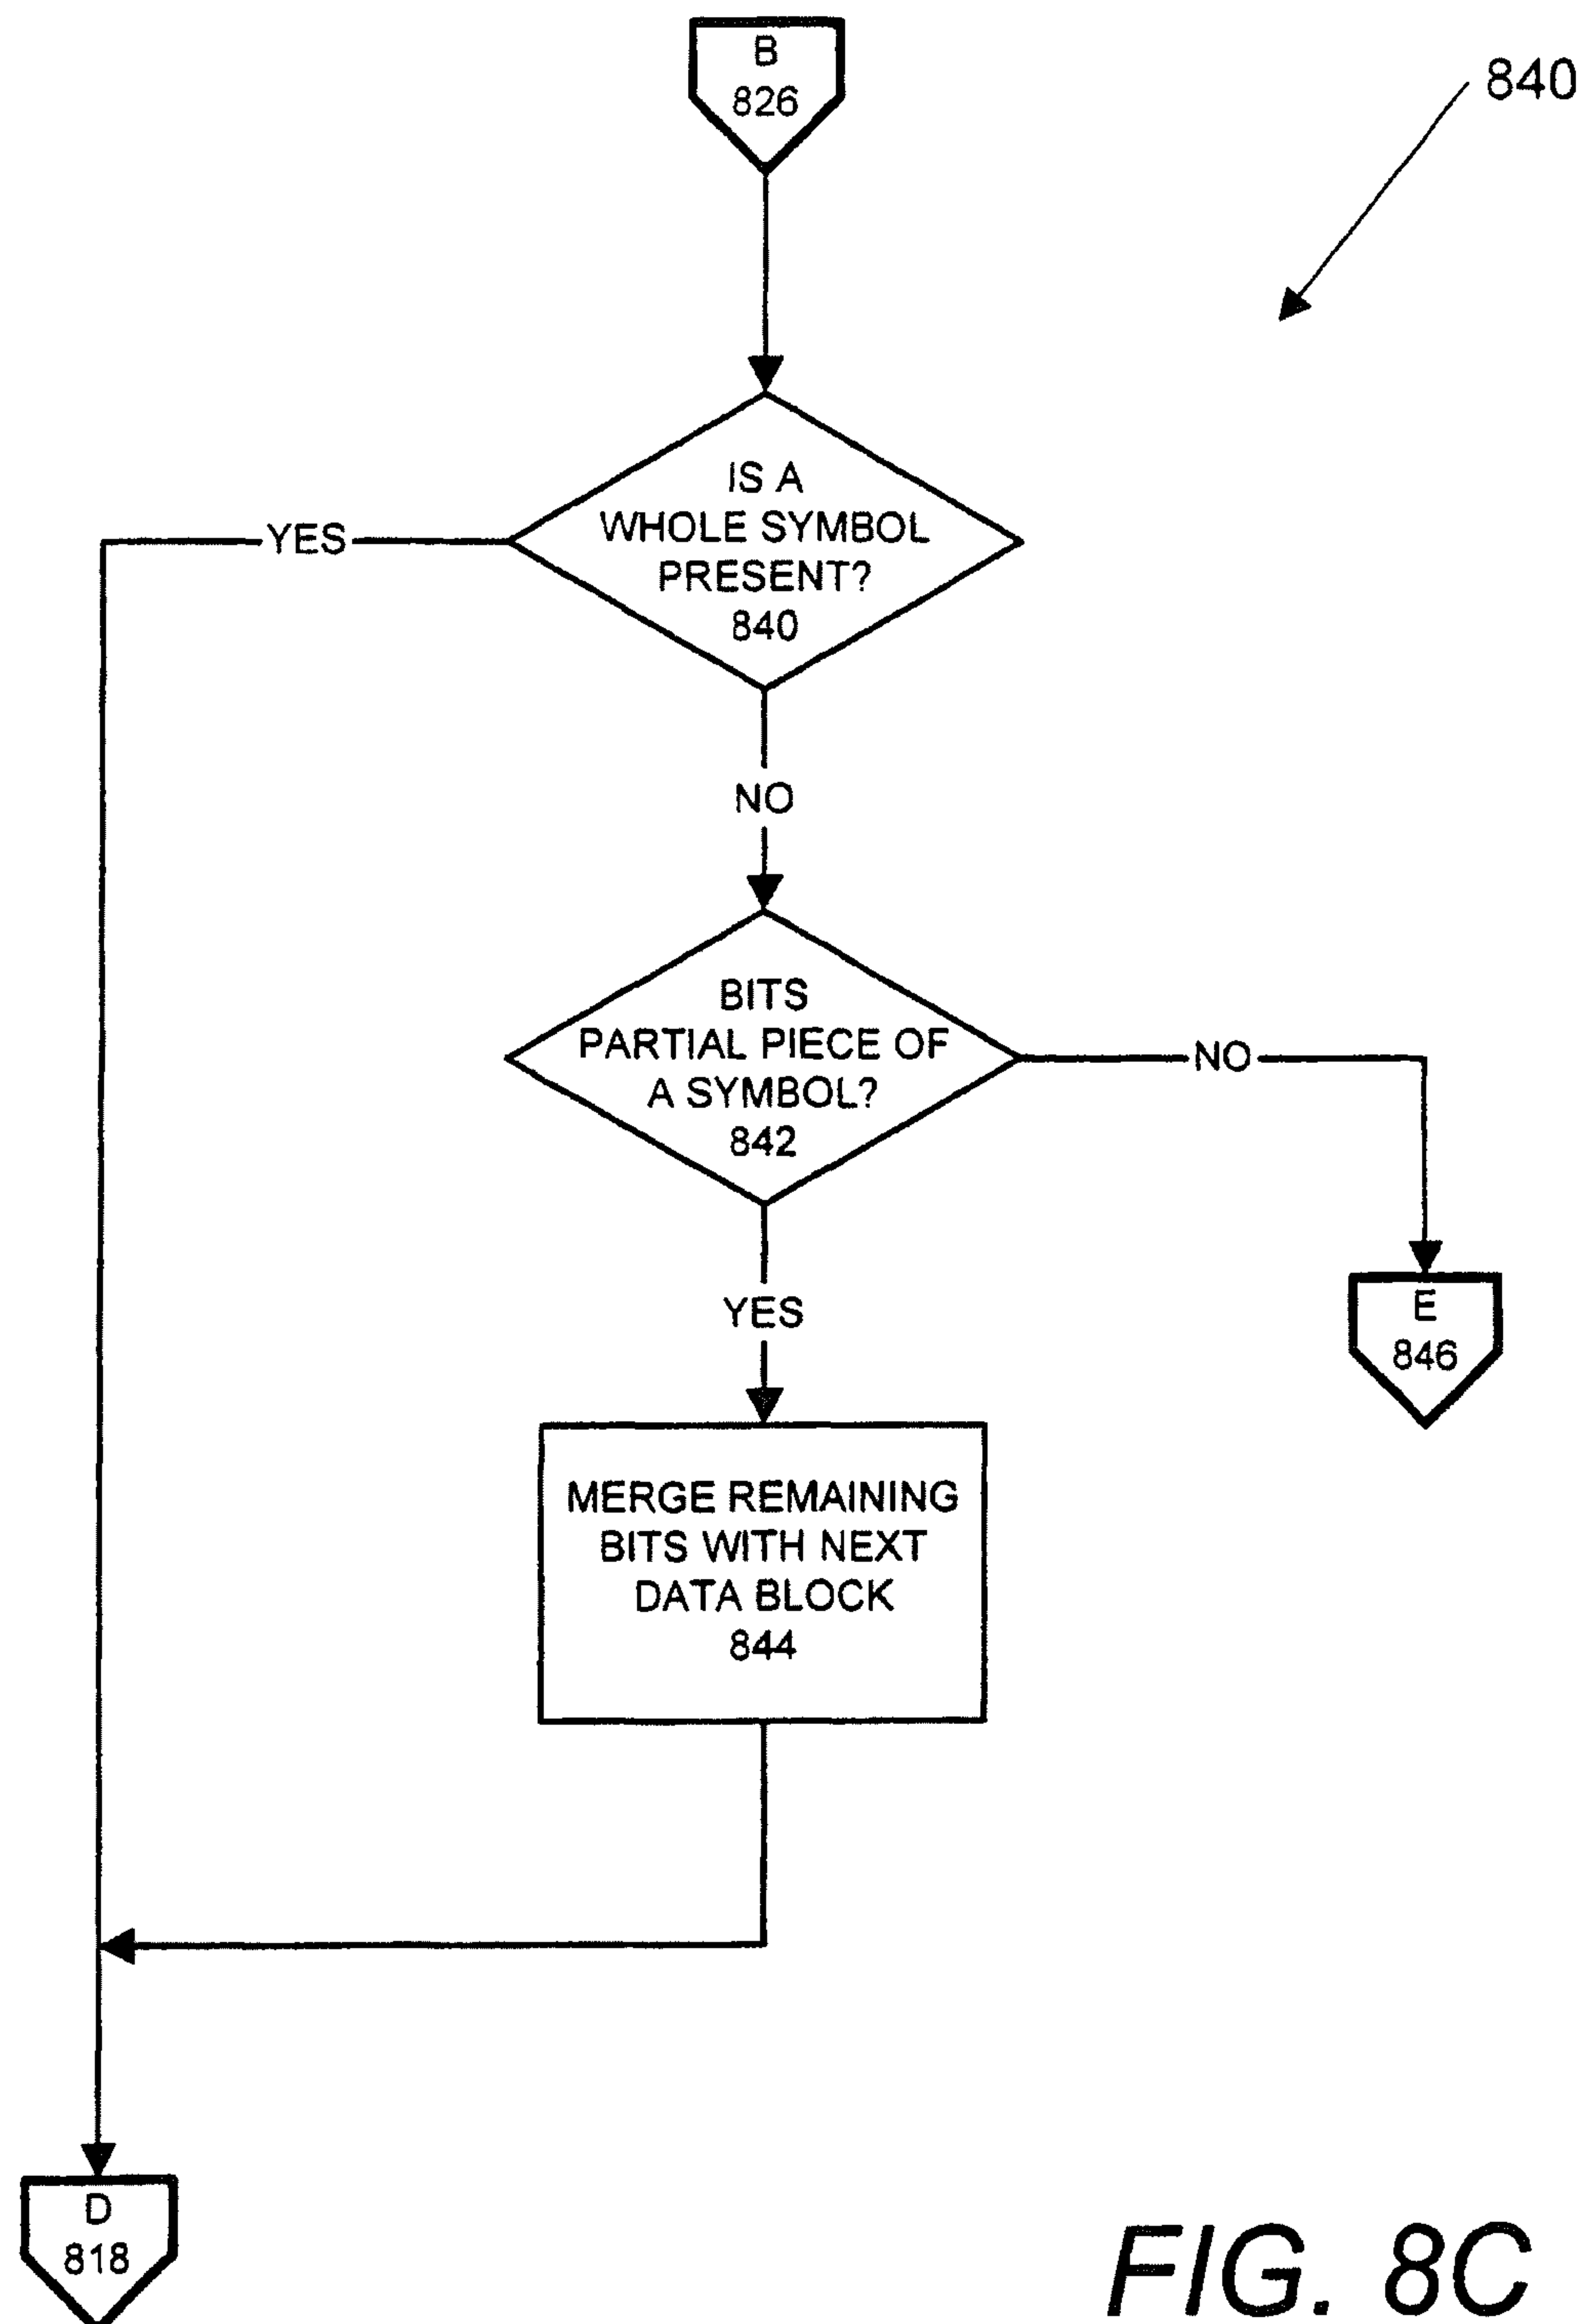 B
826
840
IS A
WHOLE SYMBOL
PRESENT?
840
YES
NO
BITS
PARTIAL PIECE OF
A SYMBOL?
842
NO
YES
E
846
MERGE REMAINING
BITS WITH NEXT
DATA BLOCK
844
D
818
FIG. 8C